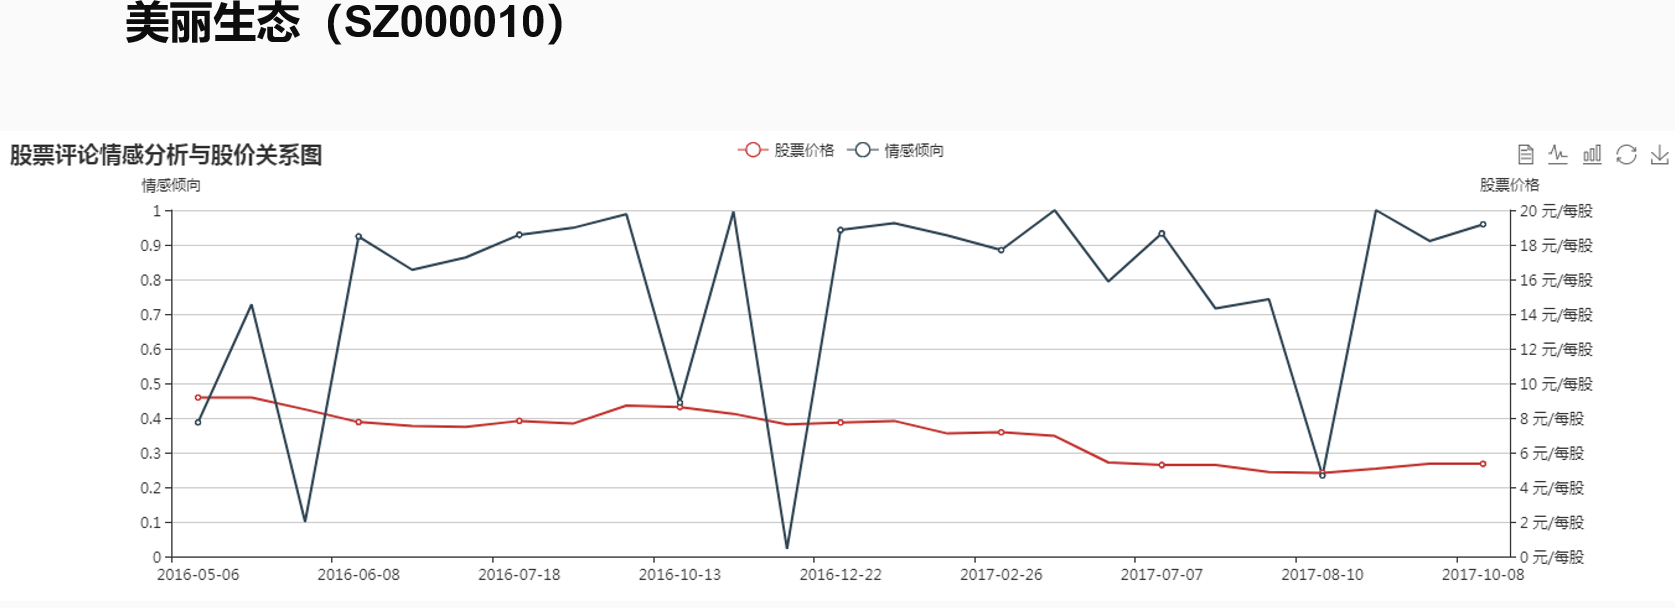 美丽生态（SZ000010）
股票评论情感分析与股价关系图
股票价格 情感倾向
情感倾向 股票价格
1 20 元/每股
0.9 18 元/每股
0.8 16 元/每股
0.7 14 元/每股
0.6 12 元/每股
0.5 10 元/每股
0.4 8 元/每股
0.3 6 元/每股
0.2 4 元/每股
0.1 2 元/每股
0 0 元/每股
2016-05-06 2016-06-08 2016-07-18 2016-10-13 2016-12-22 2017-02-26 2017-07-07 2017-08-10 2017-10-08